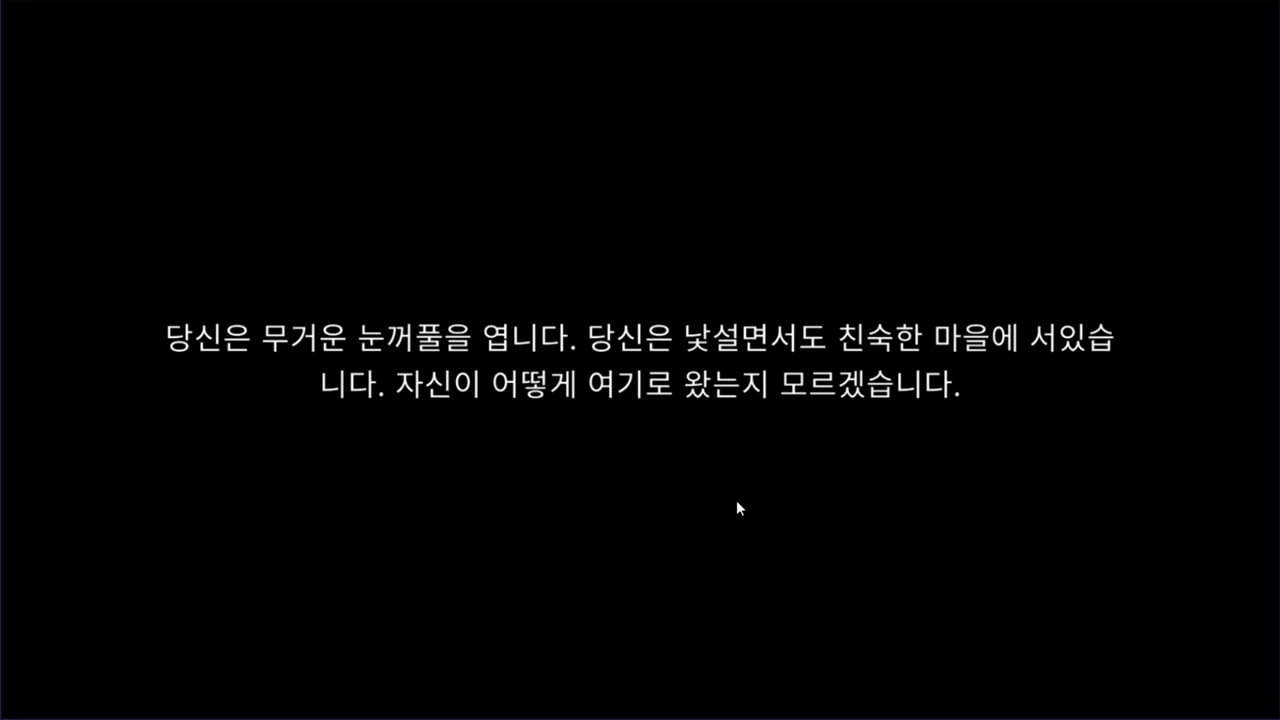 당신은 무거운 눈꺼풀을 엽니다. 당신은 낯설면서도 친숙한 마을에 서있습
니다. 자신이 어떻게 여기로 왔는지 모르겠습니다.